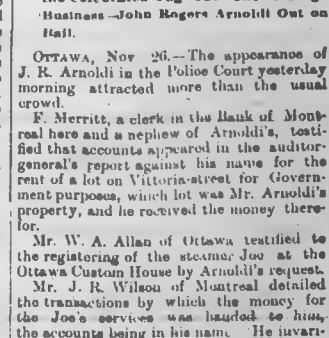 Business—John Rogers Arnoldi Out on
Bail.
OTTAWA, Nov 26.—The appearance of
J. R. Arnoldi in the Police Court yesterday
morning attracted more than the usual
crowd.
F. Merritt, a clerk in the Bank of Mont-
real here and a nephew of Arnoldi's, testi-
fied that accounts appeared in the auditor-
general's report against his name for the
rent of a lot on Vittoria-street for Govern-
ment purposes, which lot was Mr. Arnoldi's
property, and he received the money there-
for.
Mr. W. A. Allan of Ottawa testified to
the registering of the steamer Joe at the
Ottawa Custom House by Arnoldi's request.
Mr. J. R. Wilson of Montreal detailed
the transactions by which the money for
the Joe's services was handed to him,
the accounts being in his name. He invari-